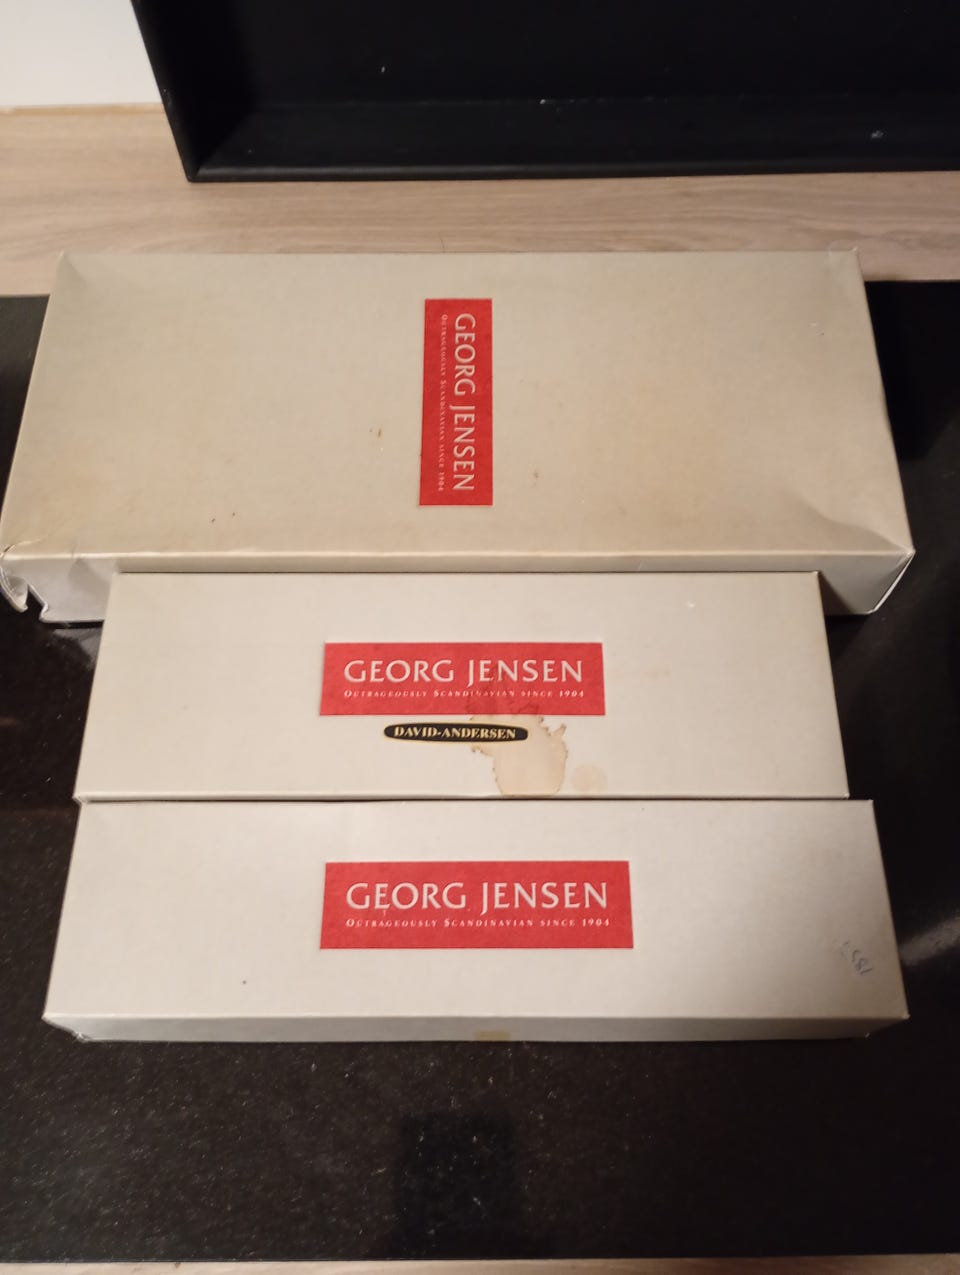 GEORG JENSEN
OUTRAGEOUSLY SCANDINAVIAN SINCE 1904
GEORG JENSEN
OUTRAGEOUSLY SCANDINAVIAN SINCE 1904
DAVID-ANDERSEN
GEORG JENSEN
OUTRAGEOUSLY SCANDINAVIAN SINCE 1904